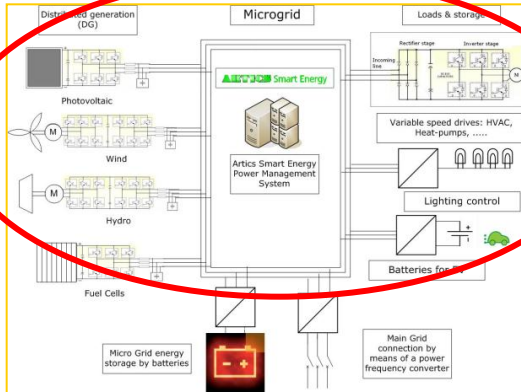 Distributed generation
(DG)
Microgrid
Loads & storage
Rectifier stage
Inverter stage
Incoming
line
ARTICS Smart Energy
Photovoltaic
Variable speed drives: HVAC,
Heat-pumps, .....
M
Wind
Artics Smart Energy
Power Management
System
M
Hydro
Lighting control
Fuel Cells
Batteries for EV
Micro Grid energy
storage by batteries
Main Grid
connection by
means of a power
frequency converter